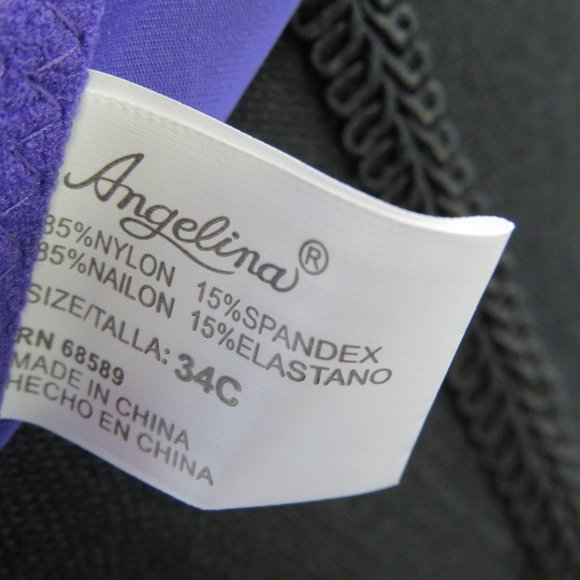 Angelina®
85%NYLON 15%SPANDEX
85%NAILON 15%ELASTANO
SIZE/TALLA: 34C
RN 68589
MADE IN CHINA
HECHO EN CHINA